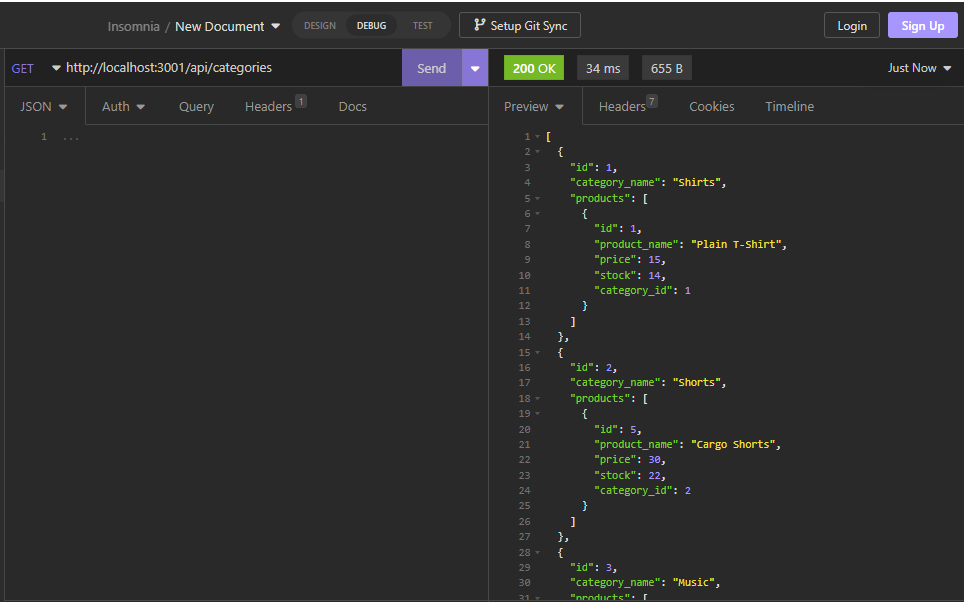 Insomnia / New Document DESIGN DEBUG TEST Setup Git Sync Login Sign Up
GET http://localhost:3001/api/categories Send 200 OK 34 ms 655 B Just Now
JSON Auth Query Headers 1 Docs Preview Headers 7 Cookies Timeline
1 ...
1 [
2 {
3 "id": 1,
4 "category_name": "Shirts",
5 "products": [
6 {
7 "id": 1,
8 "product_name": "Plain T-Shirt",
9 "price": 15,
10 "stock": 14,
11 "category_id": 1
12 }
13 ]
14 },
15 {
16 "id": 2,
17 "category_name": "Shorts",
18 "products": [
19 {
20 "id": 5,
21 "product_name": "Cargo Shorts",
22 "price": 30,
23 "stock": 22,
24 "category_id": 2
25 }
26 ]
27 },
28 {
29 "id": 3,
30 "category_name": "Music",
31 "products": [